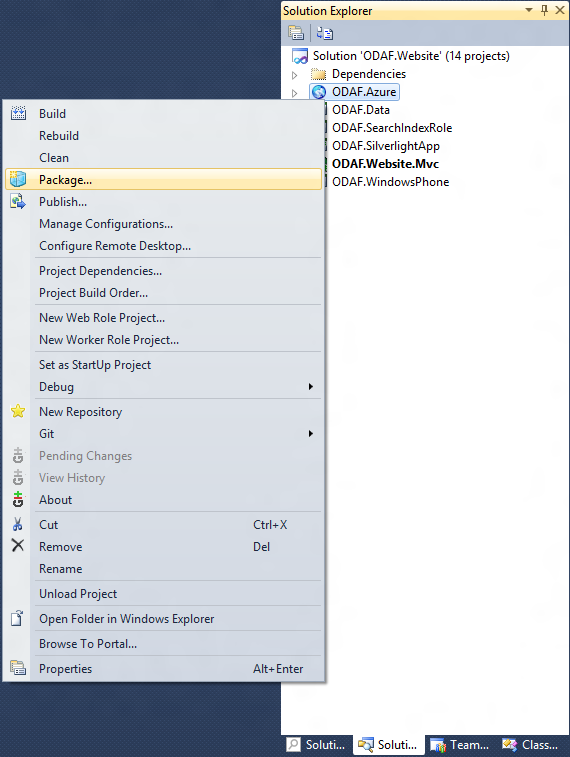 Solution Explorer
Solution 'ODAF.Website' (14 projects)
Dependencies
ODAF.Azure
ODAF.Data
ODAF.SearchIndexRole
ODAF.SilverlightApp
ODAF.Website.Mvc
ODAF.WindowsPhone
Build
Rebuild
Clean
Package...
Publish...
Manage Configurations...
Configure Remote Desktop...
Project Dependencies...
Project Build Order...
New Web Role Project...
New Worker Role Project...
Set as StartUp Project
Debug
New Repository
Git
Pending Changes
View History
About
Cut Ctrl+X
Remove Del
Rename
Unload Project
Open Folder in Windows Explorer
Browse To Portal...
Properties Alt+Enter
Soluti... Soluti... Team... Class...